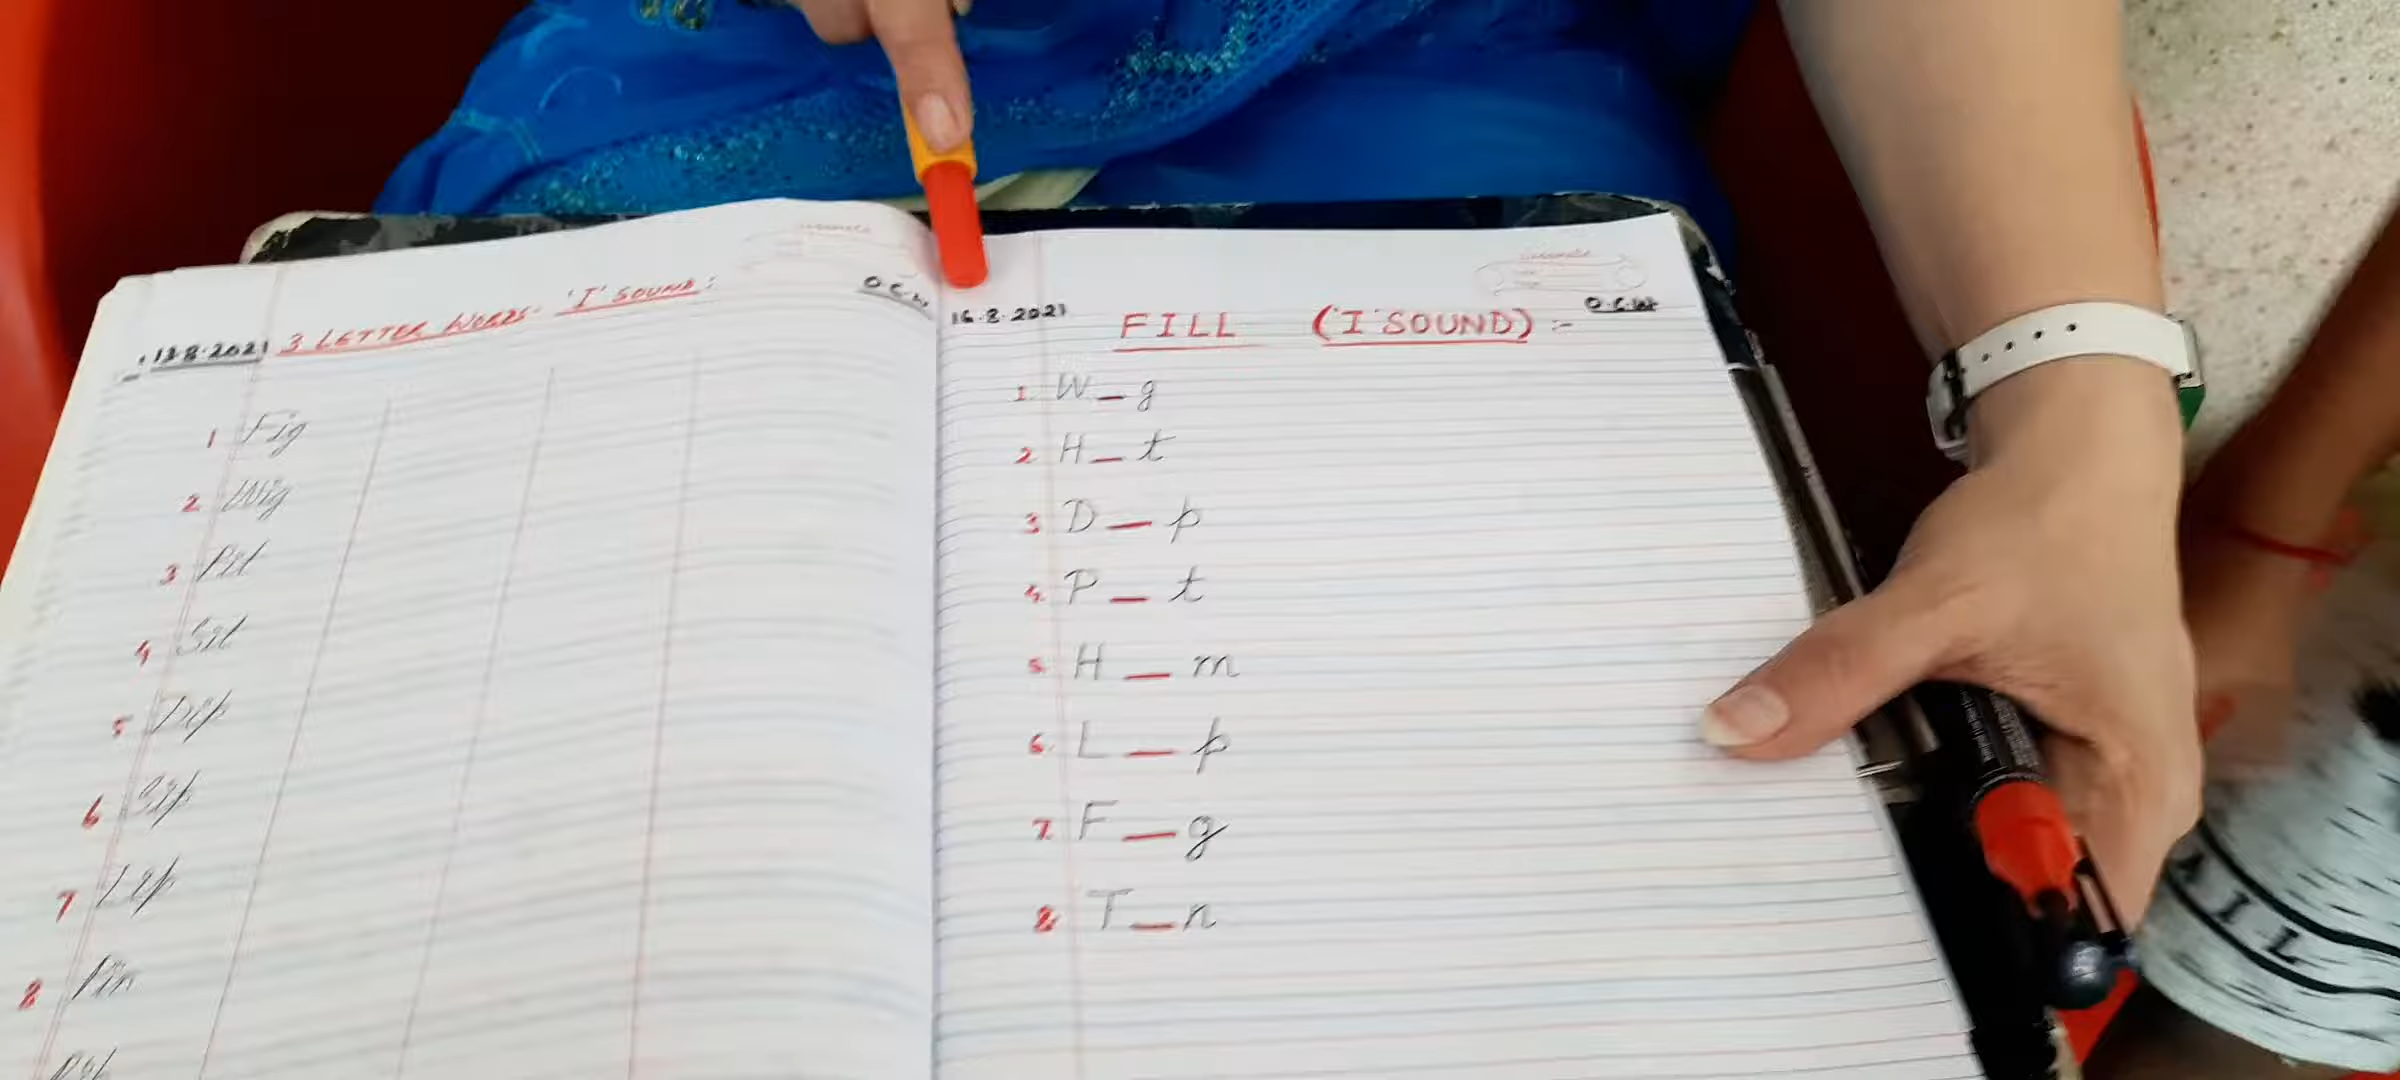 3 LETTER WORDS- 'I' SOUND:
O.C.W
13.8.2021
1 Fig
2 Wig
3 Pit
4 Sit
5 Dip
6 Sip
7 Lip
8
16.8.2021
FILL ('I' SOUND) :-
O.C.W
1. W_g
2 H_t
3 D_p
4. P_t
5. H_m
6. L_p
7. F_g
8 T_n